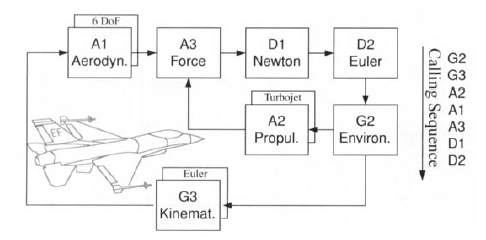 6 DoF
A1
Aerodyn.
A3
Force
D1
Newton
D2
Euler
Turbojet
A2
Propul.
G2
Environ.
EF
Euler
G3
Kinemat.
Calling Sequence
G2
G3
A2
A1
A3
D1
D2